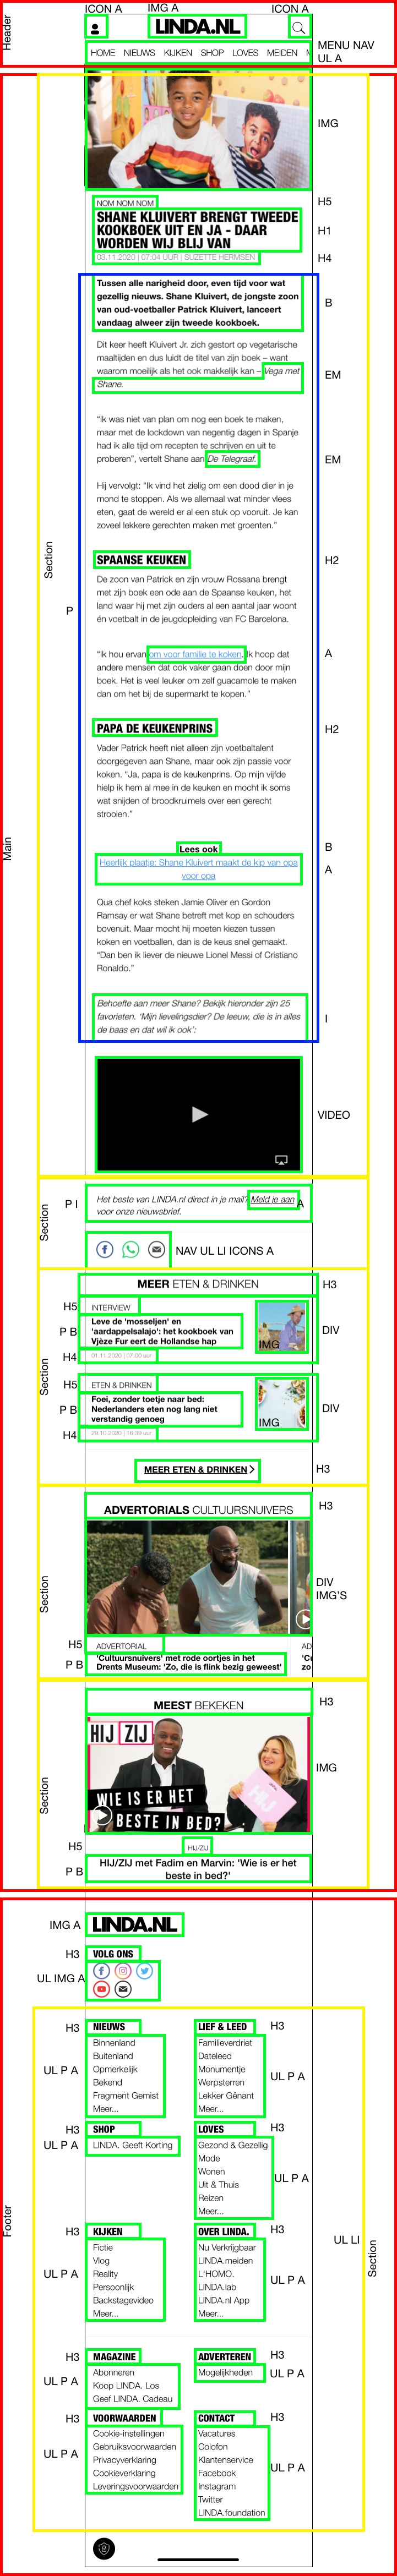 ICON A
IMG A
ICON A
Header
LINDA.NL
HOME NIEUWS KIJKEN SHOP LOVES MEIDEN M
MENU NAV
UL A
IMG
NOM NOM NOM
H5
SHANE KLUIVERT BRENGT TWEEDE
KOOKBOEK UIT EN JA - DAAR
WORDEN WIJ BLIJ VAN
H1
03.11.2020 | 07:04 UUR | SUZETTE HERMSEN
H4
Tussen alle narigheid door, even tijd voor wat
gezellig nieuws. Shane Kluivert, de jongste zoon
van oud-voetballer Patrick Kluivert, lanceert
vandaag alweer zijn tweede kookboek.
B
Dit keer heeft Kluivert Jr. zich gestort op vegetarische
maaltijden en dus luidt de titel van zijn boek – want
waarom moeilijk als het ook makkelijk kan – Vega met
Shane.
EM
“Ik was niet van plan om nog een boek te maken,
maar met de lockdown van negentig dagen in Spanje
had ik alle tijd om recepten te schrijven en uit te
proberen”, vertelt Shane aan De Telegraaf.
EM
Hij vervolgt: “Ik vind het zielig om een dood dier in je
mond te stoppen. Als we allemaal wat minder vlees
eten, gaat de wereld er al een stuk op vooruit. Je kan
zoveel lekkere gerechten maken met groenten.”
Section
P
SPAANSE KEUKEN
H2
De zoon van Patrick en zijn vrouw Rossana brengt
met zijn boek een ode aan de Spaanse keuken, het
land waar hij met zijn ouders al een aantal jaar woont
én voetbalt in de jeugdopleiding van FC Barcelona.
“Ik hou ervan om voor familie te koken. Ik hoop dat
andere mensen dat ook vaker gaan doen door mijn
boek. Het is veel leuker om zelf guacamole te maken
dan om het bij de supermarkt te kopen.”
A
PAPA DE KEUKENPRINS
H2
Vader Patrick heeft niet alleen zijn voetbaltalent
doorgegeven aan Shane, maar ook zijn passie voor
koken. “Ja, papa is de keukenprins. Op mijn vijfde
hielp ik hem al mee in de keuken en mocht ik soms
wat snijden of broodkruimels over een gerecht
strooien.”
Main
Lees ook
B
Heerlijk plaatje: Shane Kluivert maakt de kip van opa
voor opa
A
Qua chef koks steken Jamie Oliver en Gordon
Ramsay er wat Shane betreft met kop en schouders
bovenuit. Maar mocht hij moeten kiezen tussen
koken en voetballen, dan is de keus snel gemaakt.
“Dan ben ik liever de nieuwe Lionel Messi of Cristiano
Ronaldo.”
Behoefte aan meer Shane? Bekijk hieronder zijn 25
favorieten. ‘Mijn lievelingsdier? De leeuw, die is in alles
de baas en dat wil ik ook’:
I
VIDEO
Section
P I
Het beste van LINDA.nl direct in je mail? Meld je aan
voor onze nieuwsbrief.
A
NAV UL LI ICONS A
Section
MEER ETEN & DRINKEN
H3
H5
INTERVIEW
P B
Leve de 'mosseljen' en
'aardappelsalajo': het kookboek van
Vjèze Fur eert de Hollandse hap
IMG
DIV
H4
01.11.2020 | 07:00 uur
H5
ETEN & DRINKEN
P B
Foei, zonder toetje naar bed:
Nederlanders eten nog lang niet
verstandig genoeg
IMG
DIV
H4
29.10.2020 | 16:39 uur
MEER ETEN & DRINKEN
H3
Section
ADVERTORIALS CULTUURSNUIVERS
H3
DIV
IMG'S
H5
ADVERTORIAL
AD
P B
'Cultuursnuivers' met rode oortjes in het
Drents Museum: 'Zo, die is flink bezig geweest'
'Cu
zo
Section
MEEST BEKEKEN
H3
HIJ ZIJ
WIE IS ER HET
BESTE IN BED?
HIJ
IMG
H5
HIJ/ZIJ
P B
HIJ/ZIJ met Fadim en Marvin: 'Wie is er het
beste in bed?'
IMG A
LINDA.NL
H3
VOLG ONS
UL IMG A
Footer
H3
NIEUWS
Binnenland
Buitenland
Opmerkelijk
Bekend
Fragment Gemist
Meer...
UL P A
LIEF & LEED
H3
Familieverdriet
Dateleed
Monumentje
Werpsterren
Lekker Gênant
Meer...
UL P A
H3
SHOP
UL P A
LINDA. Geeft Korting
LOVES
H3
Gezond & Gezellig
Mode
Wonen
Uit & Thuis
Reizen
Meer...
UL P A
H3
KIJKEN
Fictie
Vlog
Reality
Persoonlijk
Backstagevideo
Meer...
UL P A
OVER LINDA.
H3
Nu Verkrijgbaar
LINDA.meiden
L'HOMO.
LINDA.lab
LINDA.nl App
Meer...
UL P A
UL LI
Section
H3
MAGAZINE
Abonneren
Koop LINDA. Los
Geef LINDA. Cadeau
UL P A
ADVERTEREN
H3
Mogelijkheden
UL P A
H3
VOORWAARDEN
Cookie-instellingen
Gebruiksvoorwaarden
Privacyverklaring
Cookieverklaring
Leveringsvoorwaarden
UL P A
CONTACT
H3
Vacatures
Colofon
Klantenservice
Facebook
Instagram
Twitter
LINDA.foundation
UL P A